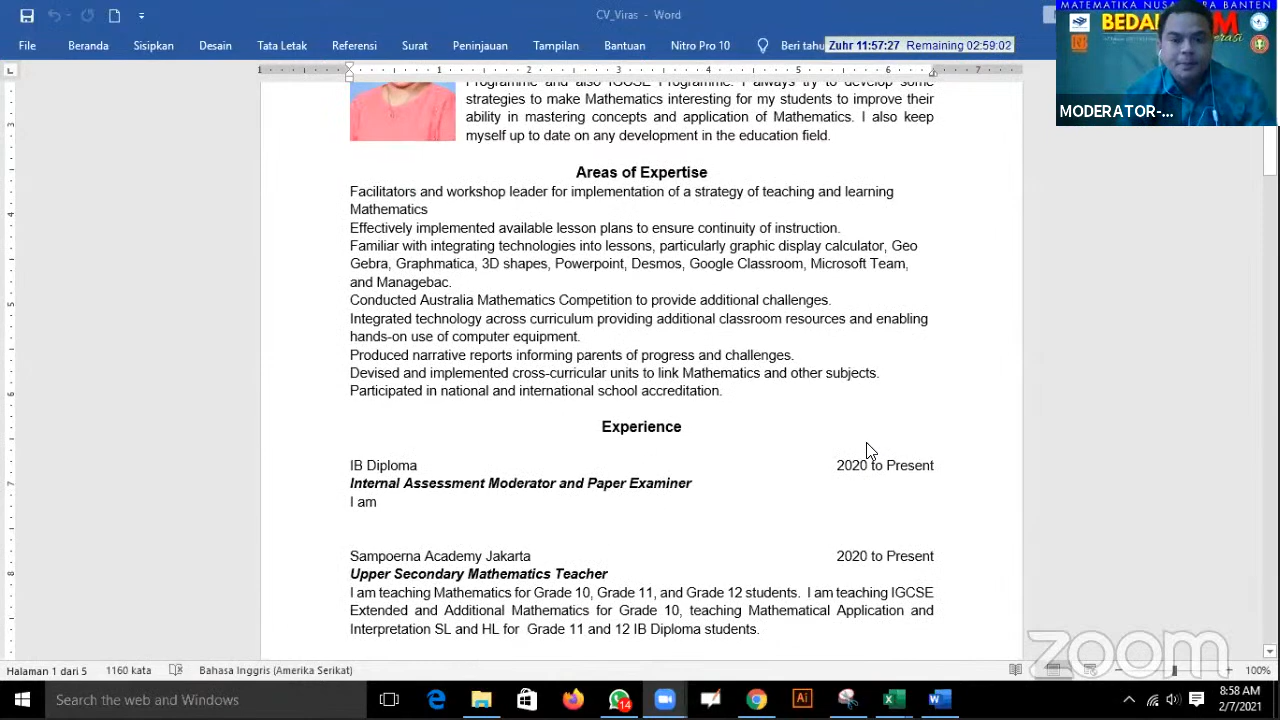 CV_Viras - Word
File Beranda Sisipkan Desain Tata Letak Referensi Surat Peninjauan Tampilan Bantuan Nitro Pro 10 Beri tahu
Zuhr 11:57:27 Remaining 02:59:02
MATEMATIKA NUSANTARA BANTEN
BEDAH
MODERATOR-...
1 1 2 3 4 5 6 7
Programme and also IGCSE Programme. I always try to develop some
strategies to make Mathematics interesting for my students to improve their
ability in mastering concepts and application of Mathematics. I also keep
myself up to date on any development in the education field.
Areas of Expertise
Facilitators and workshop leader for implementation of a strategy of teaching and learning
Mathematics
Effectively implemented available lesson plans to ensure continuity of instruction.
Familiar with integrating technologies into lessons, particularly graphic display calculator, Geo
Gebra, Graphmatica, 3D shapes, Powerpoint, Desmos, Google Classroom, Microsoft Team,
and Managebac.
Conducted Australia Mathematics Competition to provide additional challenges.
Integrated technology across curriculum providing additional classroom resources and enabling
hands-on use of computer equipment.
Produced narrative reports informing parents of progress and challenges.
Devised and implemented cross-curricular units to link Mathematics and other subjects.
Participated in national and international school accreditation.
Experience
IB Diploma 2020 to Present
Internal Assessment Moderator and Paper Examiner
I am
Sampoerna Academy Jakarta 2020 to Present
Upper Secondary Mathematics Teacher
I am teaching Mathematics for Grade 10, Grade 11, and Grade 12 students. I am teaching IGCSE
Extended and Additional Mathematics for Grade 10, teaching Mathematical Application and
Interpretation SL and HL for Grade 11 and 12 IB Diploma students.
zoom
Halaman 1 dari 5 1160 kata Bahasa Inggris (Amerika Serikat) 100%
Search the web and Windows
14
8:58 AM
2/7/2021